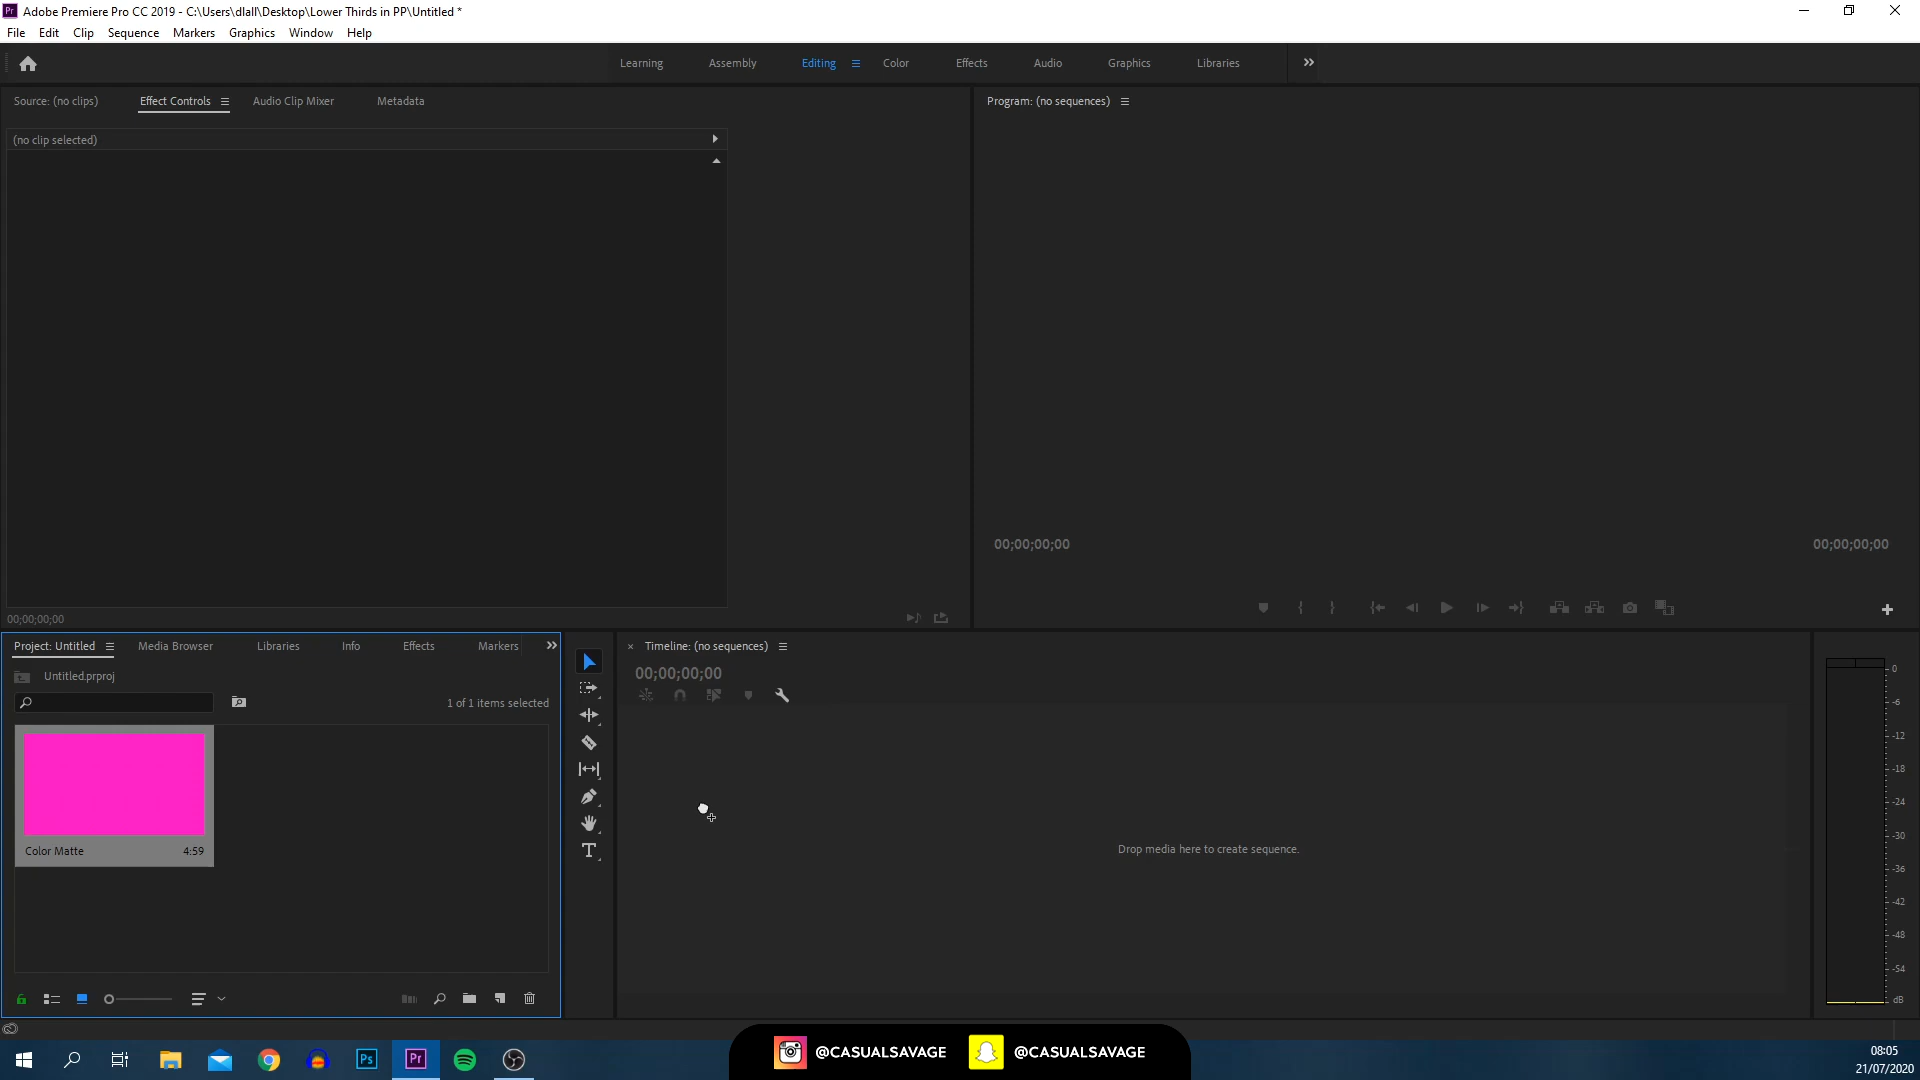 Pr Adobe Premiere Pro CC 2019 - C:\Users\dlall\Desktop\Lower Thirds in PP\Untitled *
File Edit Clip Sequence Markers Graphics Window Help
Learning Assembly Editing Color Effects Audio Graphics Libraries
Source: (no clips) Effect Controls Audio Clip Mixer Metadata
Program: (no sequences)
(no clip selected)
00;00;00;00 00;00;00;00
00;00;00;00
Project: Untitled Media Browser Libraries Info Effects Markers
Timeline: (no sequences)
00;00;00;00
Untitled.prproj
1 of 1 items selected
Color Matte 4:59
Drop media here to create sequence.
0
-6
-12
-18
-24
-30
-36
-42
-48
-54
dB
Ps Pr
@CASUALSAVAGE @CASUALSAVAGE
08:05
21/07/2020